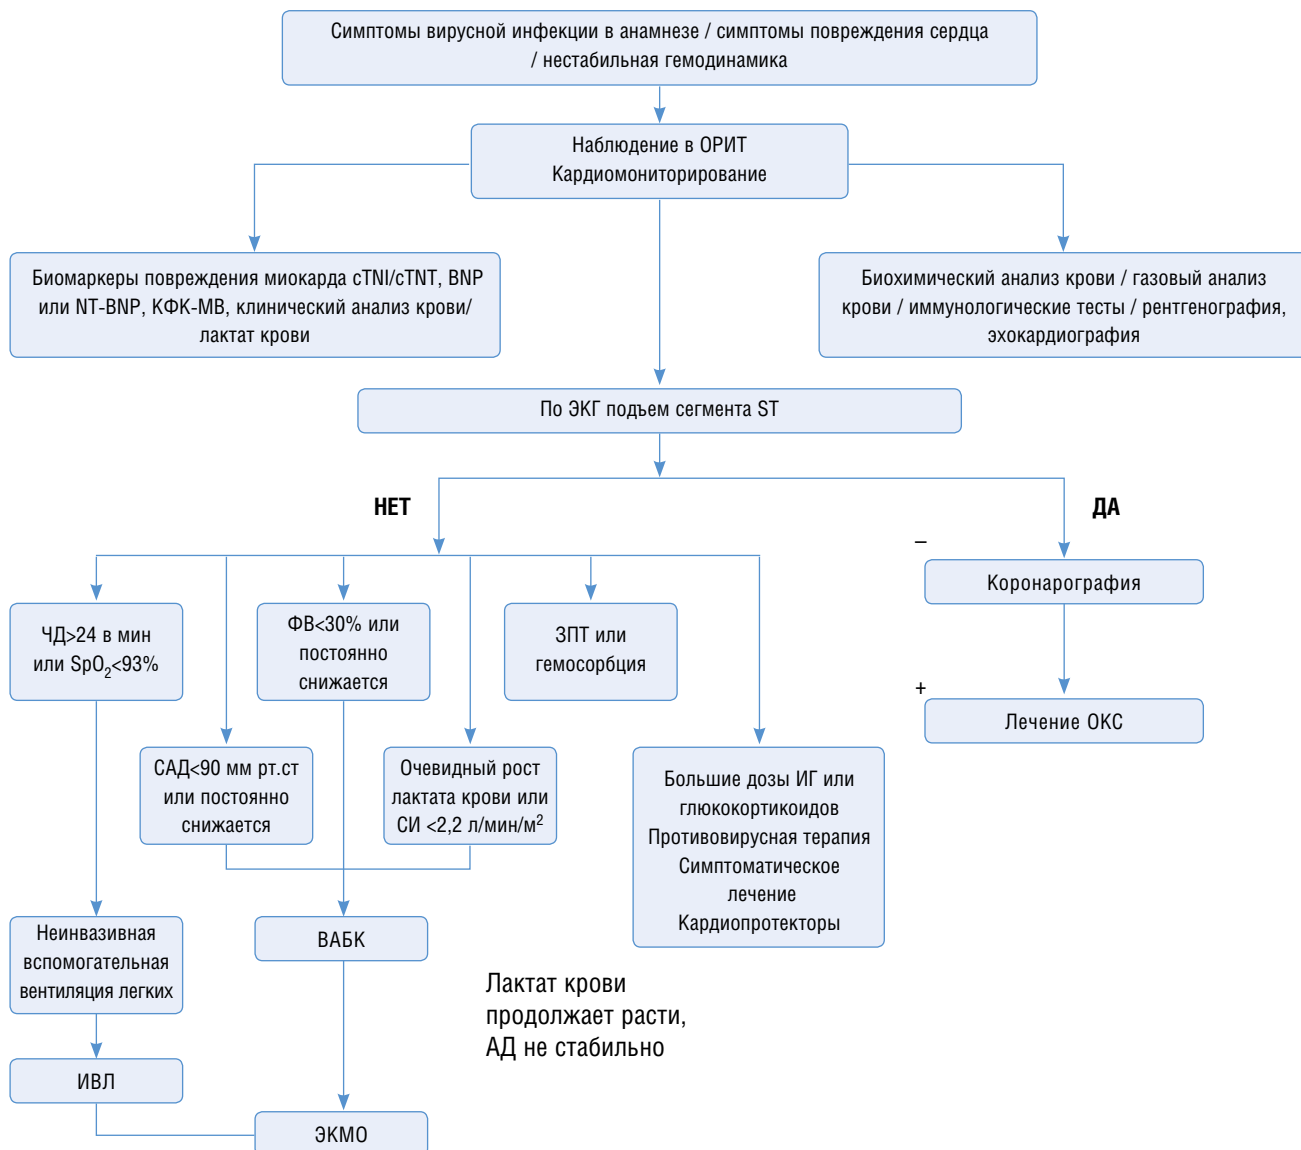 Симптомы вирусной инфекции в анамнезе / симптомы повреждения сердца
/ нестабильная гемодинамика
Наблюдение в ОРИТ
Кардиомониторирование
Биомаркеры повреждения миокарда cTNI/cTNT, BNP
или NT-BNP, КФК-МВ, клинический анализ крови/
лактат крови
Биохимический анализ крови / газовый анализ
крови / иммунологические тесты / рентгенография,
эхокардиография
По ЭКГ подъем сегмента ST
НЕТ
ДА
–
Коронарография
+
Лечение ОКС
ЧД>24 в мин
или SpO₂<93%
ФВ<30% или
постоянно
снижается
ЗПТ или
гемосорбция
САД<90 мм рт.ст
или постоянно
снижается
Очевидный рост
лактата крови или
СИ <2,2 л/мин/м²
Большие дозы ИГ или
глюкокортикоидов
Противовирусная терапия
Симптоматическое
лечение
Кардиопротекторы
Неинвазивная
вспомогательная
вентиляция легких
ВАБК
Лактат крови
продолжает расти,
АД не стабильно
ИВЛ
ЭКМО